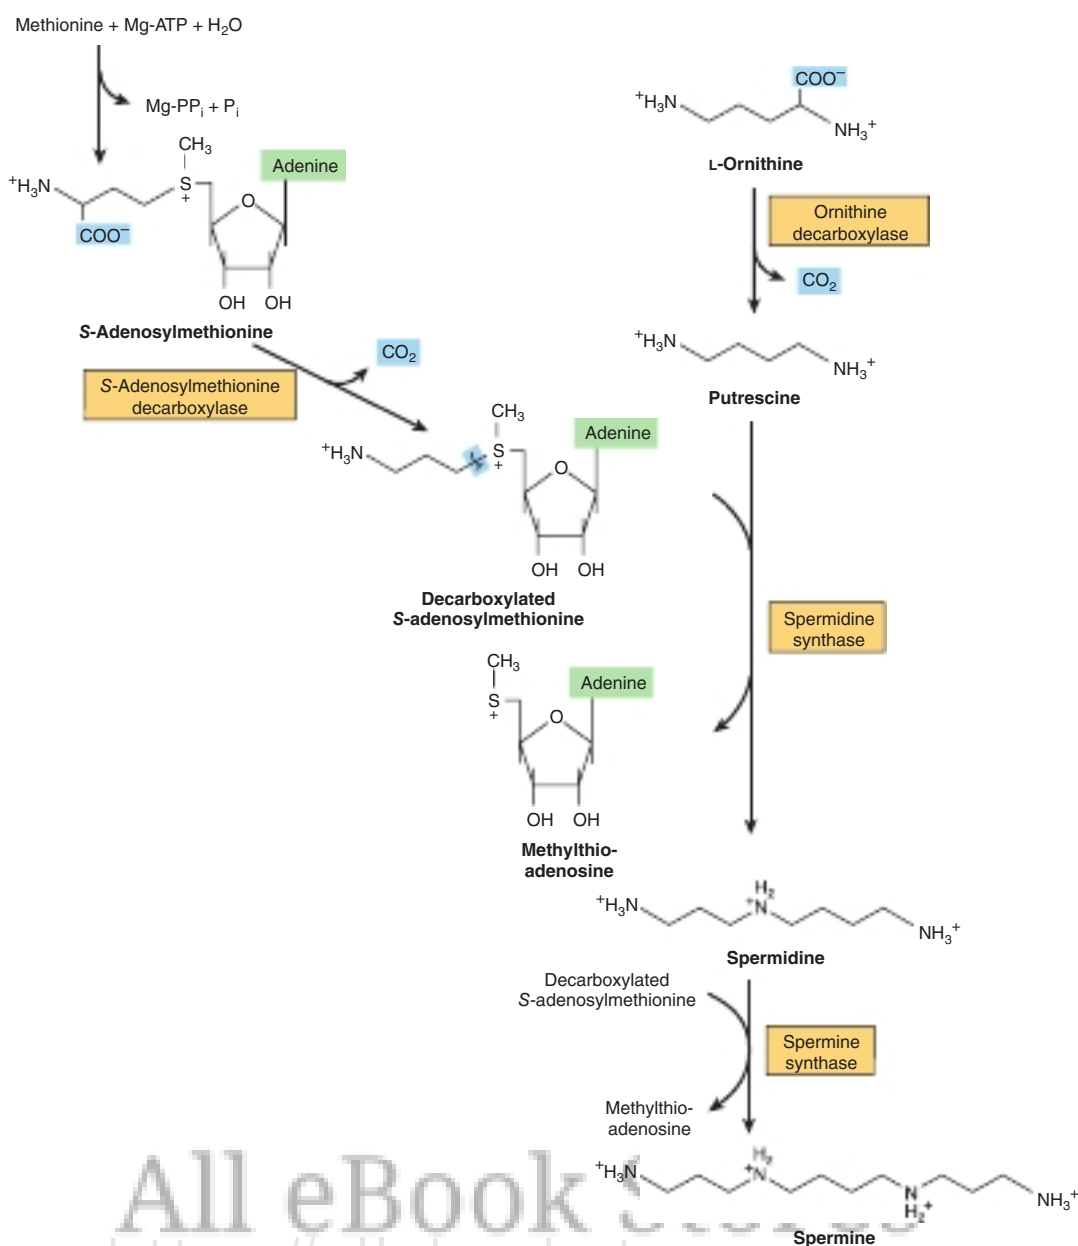 Methionine + Mg-ATP + H₂O
Mg-PPᵢ + Pᵢ
CH₃
Adenine
⁺H₃N
S
+
O
COO⁻
OH OH
S-Adenosylmethionine
CO₂
S-Adenosylmethionine
decarboxylase
COO⁻
⁺H₃N
NH₃⁺
L-Ornithine
Ornithine
decarboxylase
CO₂
⁺H₃N
NH₃⁺
Putrescine
CH₃
Adenine
⁺H₃N
S
+
O
OH OH
Decarboxylated
S-adenosylmethionine
Spermidine
synthase
CH₃
Adenine
S
+
O
OH OH
Methylthio-
adenosine
H₂
⁺H₃N
⁺N
NH₃⁺
Spermidine
Decarboxylated
S-adenosylmethionine
Spermine
synthase
Methylthio-
adenosine
H₂
⁺H₃N
⁺N
N
H₂⁺
NH₃⁺
Spermine
All eBook